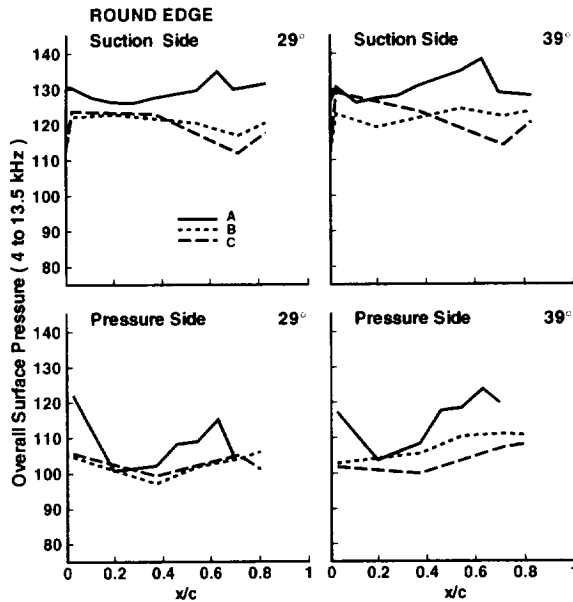 ROUND EDGE
Suction Side 29°
Suction Side 39°
140
130
120
110
100
90
80
A
B
C
Overall Surface Pressure ( 4 to 13.5 kHz )
Pressure Side 29°
Pressure Side 39°
140
130
120
110
100
90
80
0 0.2 0.4 0.6 0.8 1
x/c
0 0.2 0.4 0.6 0.8 1
x/c